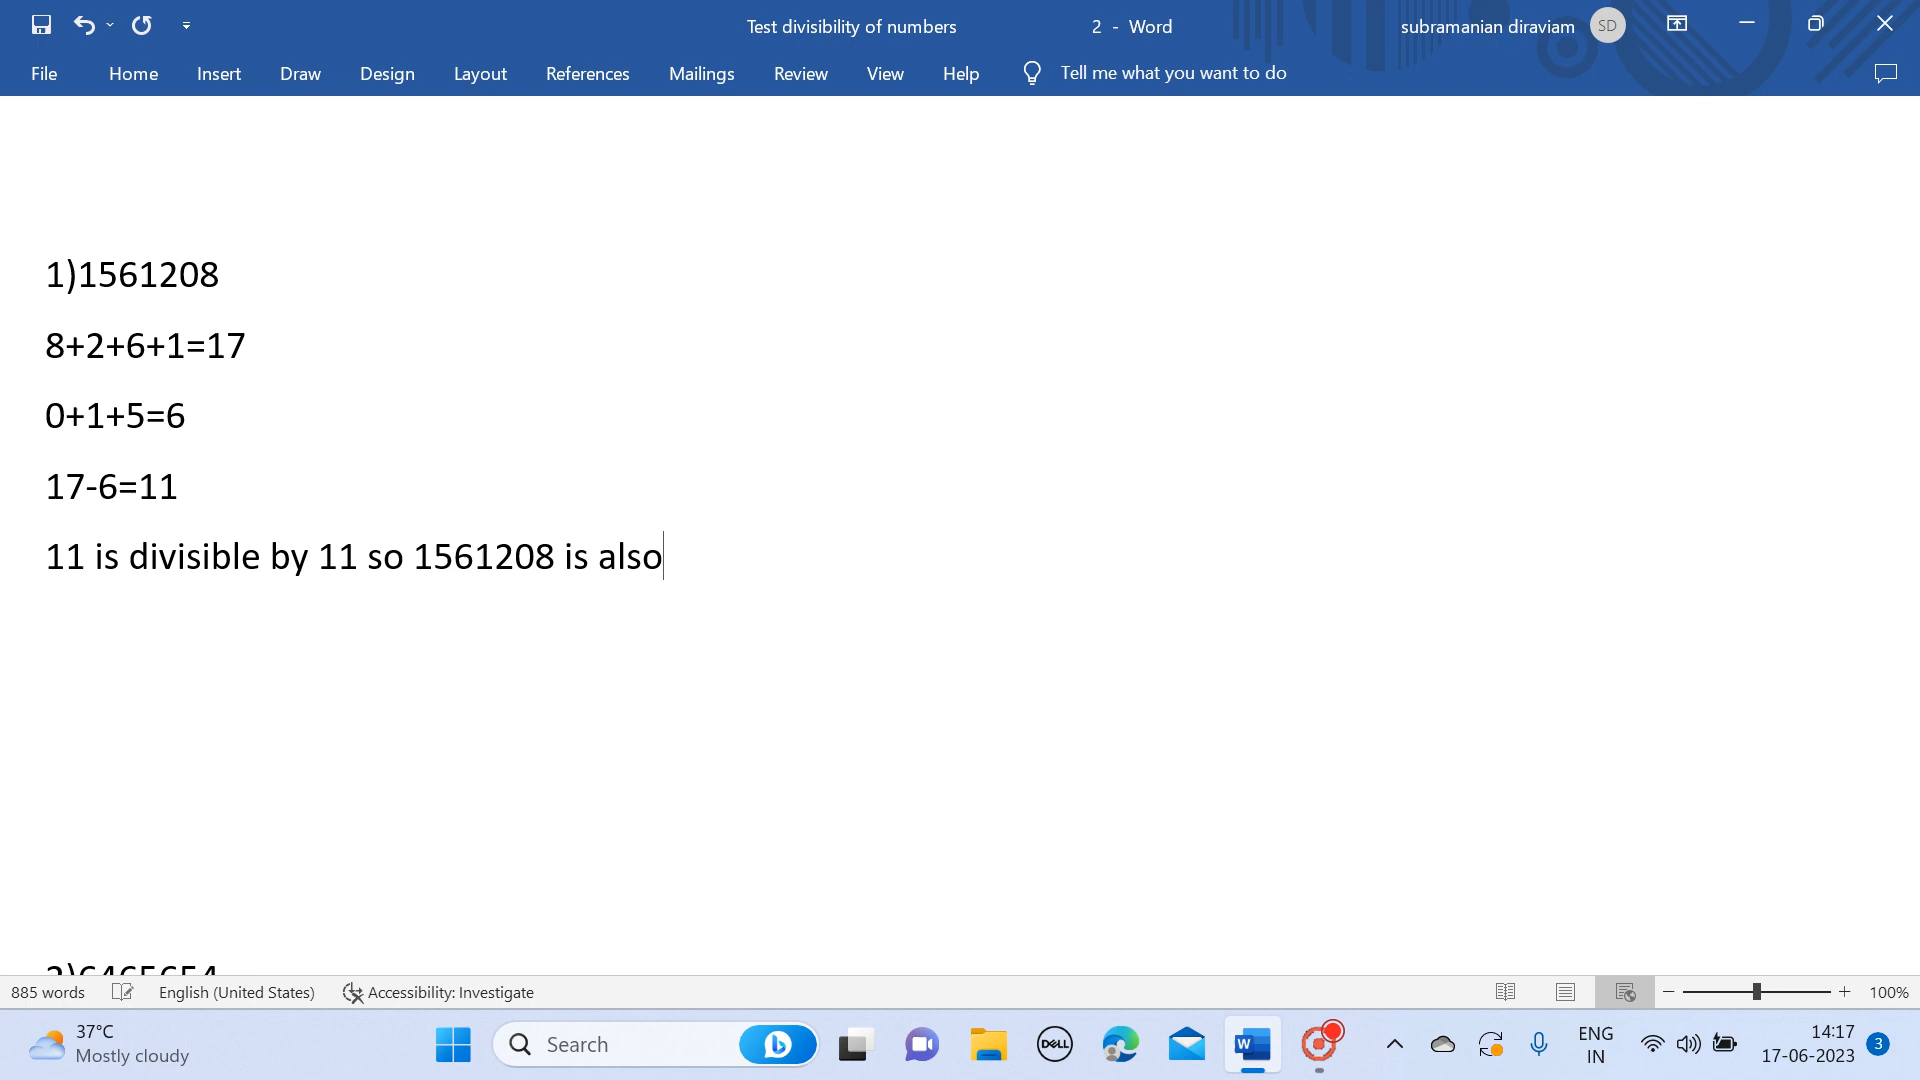 Test divisibility of numbers 2 - Word subramanian diraviam SD
File Home Insert Draw Design Layout References Mailings Review View Help Tell me what you want to do
1)1561208
8+2+6+1=17
0+1+5=6
17-6=11
11 is divisible by 11 so 1561208 is also
885 words English (United States) Accessibility: Investigate 100%
37°C
Mostly cloudy
Search
DELL
W
ENG
IN
14:17
17-06-2023
3